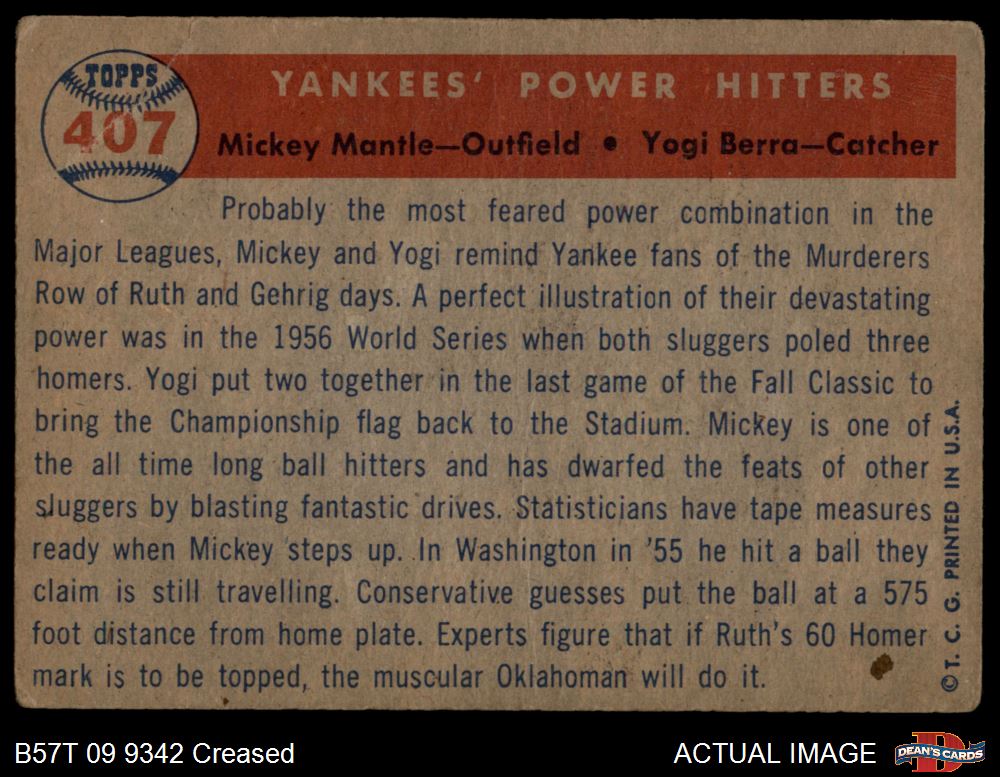 TOPPS
407
YANKEES' POWER HITTERS
Mickey Mantle—Outfield • Yogi Berra—Catcher
Probably the most feared power combination in the
Major Leagues, Mickey and Yogi remind Yankee fans of the Murderers
Row of Ruth and Gehrig days. A perfect illustration of their devastating
power was in the 1956 World Series when both sluggers poled three
homers. Yogi put two together in the last game of the Fall Classic to
bring the Championship flag back to the Stadium. Mickey is one of
the all time long ball hitters and has dwarfed the feats of other
sluggers by blasting fantastic drives. Statisticians have tape measures
ready when Mickey steps up. In Washington in '55 he hit a ball they
claim is still travelling. Conservative guesses put the ball at a 575
foot distance from home plate. Experts figure that if Ruth's 60 Homer
mark is to be topped, the muscular Oklahoman will do it.
© T. C. G. PRINTED IN U.S.A.
B57T 09 9342 Creased
ACTUAL IMAGE
DEAN'S CARDS